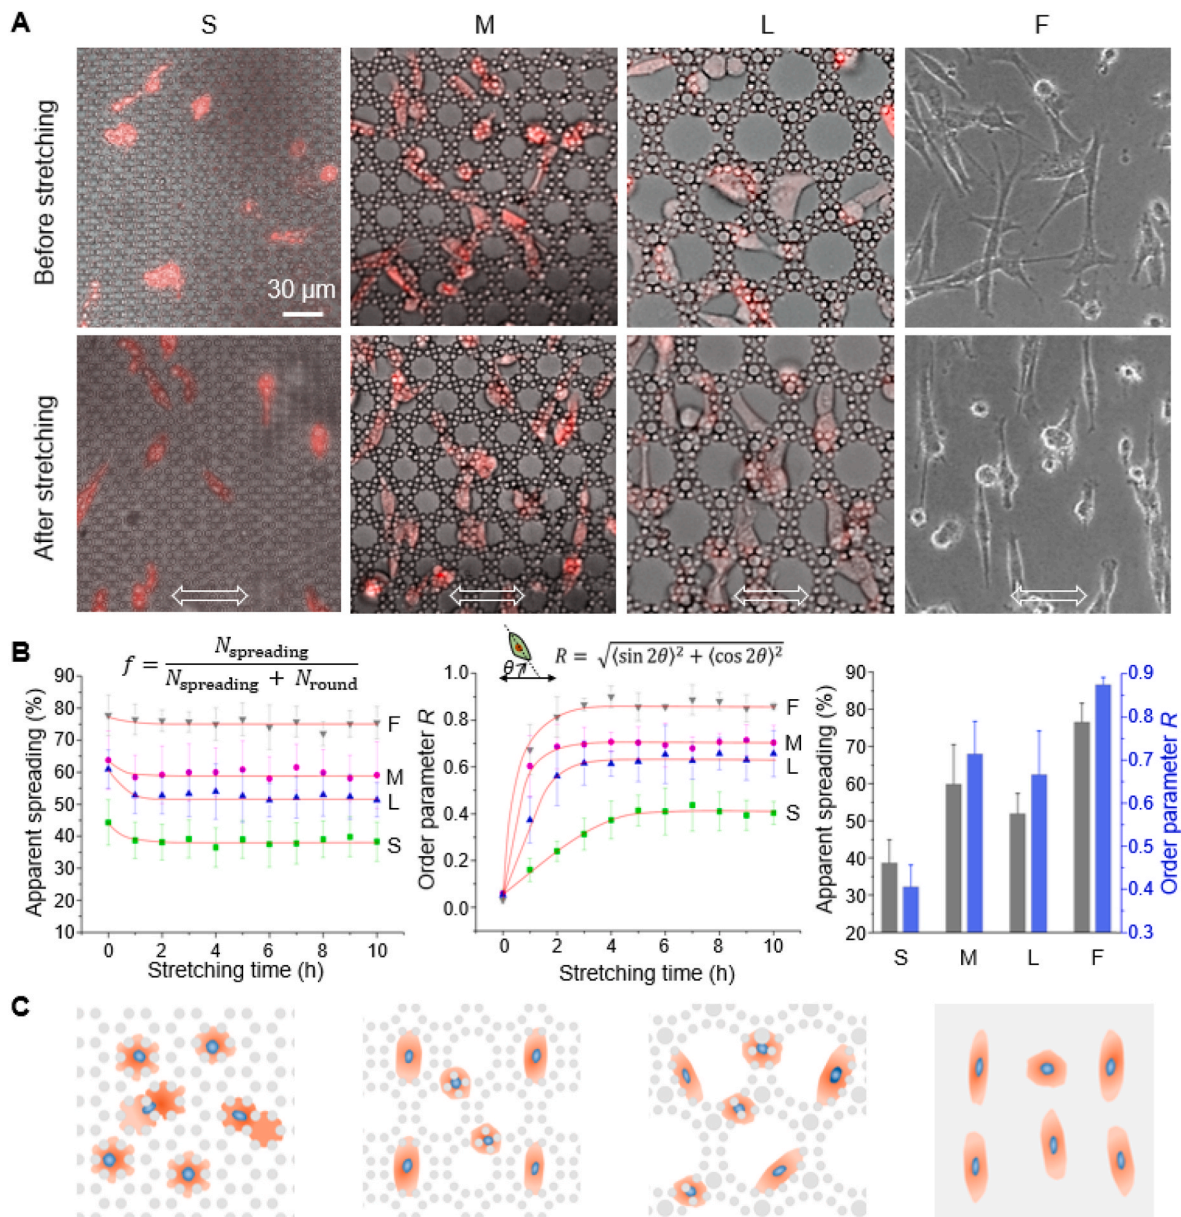 A
S
M
L
F
Before stretching
30 µm
After stretching
B
f = N_spreading / (N_spreading + N_round)
Apparent spreading (%)
90
80
70
60
50
40
30
20
10
F
M
L
S
0 2 4 6 8 10
Stretching time (h)
θ
R = √(⟨sin 2θ⟩² + ⟨cos 2θ⟩²)
Order parameter R
1.0
0.8
0.6
0.4
0.2
0.0
F
M
L
S
0 2 4 6 8 10
Stretching time (h)
Apparent spreading (%)
90
80
70
60
50
40
30
20
S M L F
0.9
0.8
0.7
0.6
0.5
0.4
0.3
Order parameter R
C